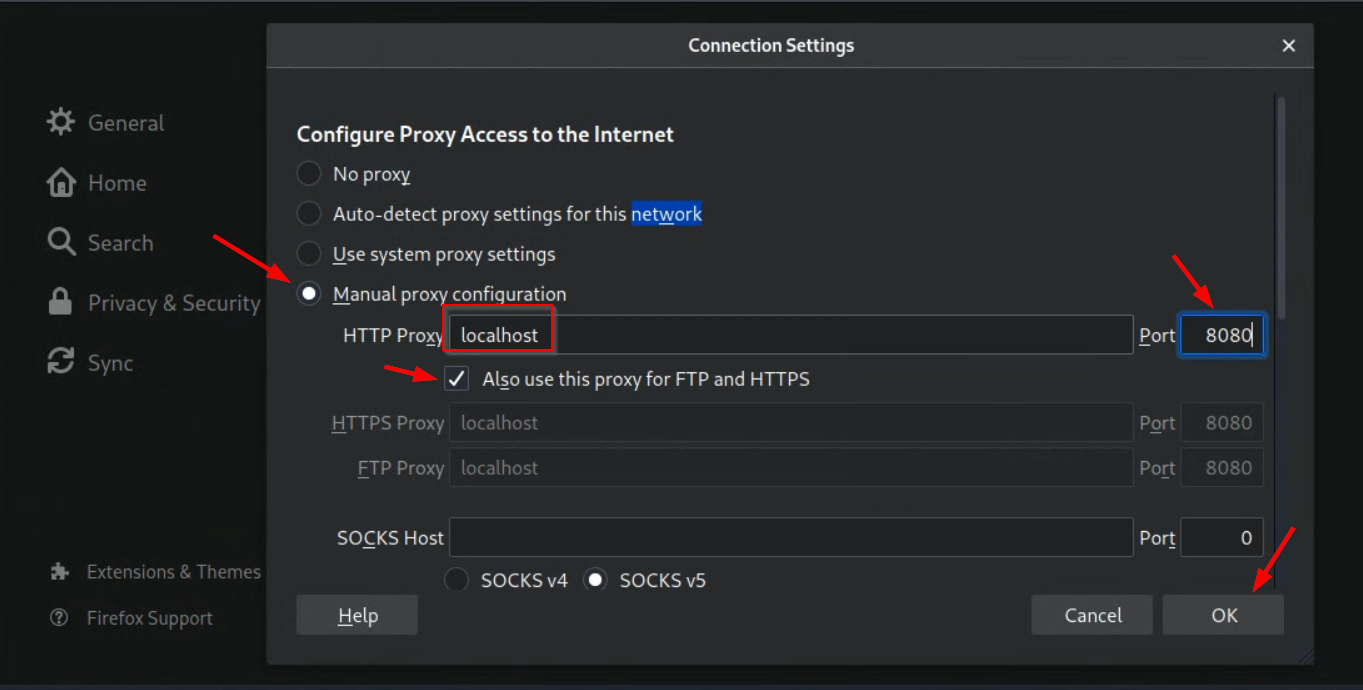 Connection Settings
General
Home
Search
Privacy & Security
Sync
Extensions & Themes
Firefox Support
Configure Proxy Access to the Internet
No proxy
Auto-detect proxy settings for this network
Use system proxy settings
Manual proxy configuration
HTTP Proxy localhost Port 8080
Also use this proxy for FTP and HTTPS
HTTPS Proxy localhost Port 8080
FTP Proxy localhost Port 8080
SOCKS Host Port 0
SOCKS v4 SOCKS v5
Help Cancel OK